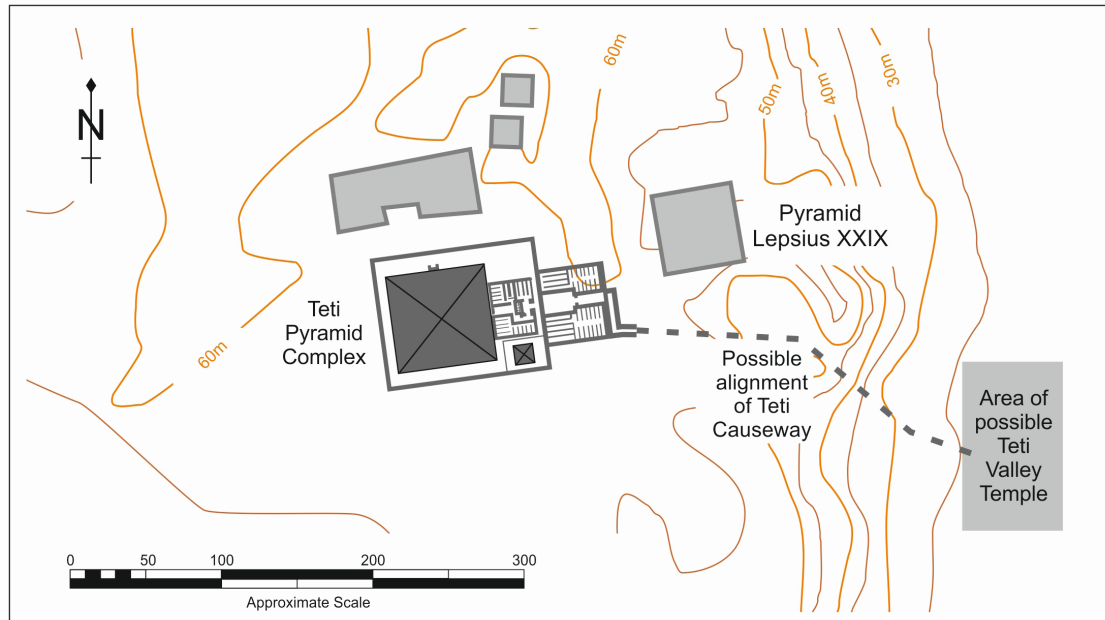 N
60m
50m
40m
30m
Pyramid
Lepsius XXIX
Teti
Pyramid
Complex
60m
Possible
alignment
of Teti
Causeway
Area of
possible
Teti
Valley
Temple
0 50 100 200 300
Approximate Scale